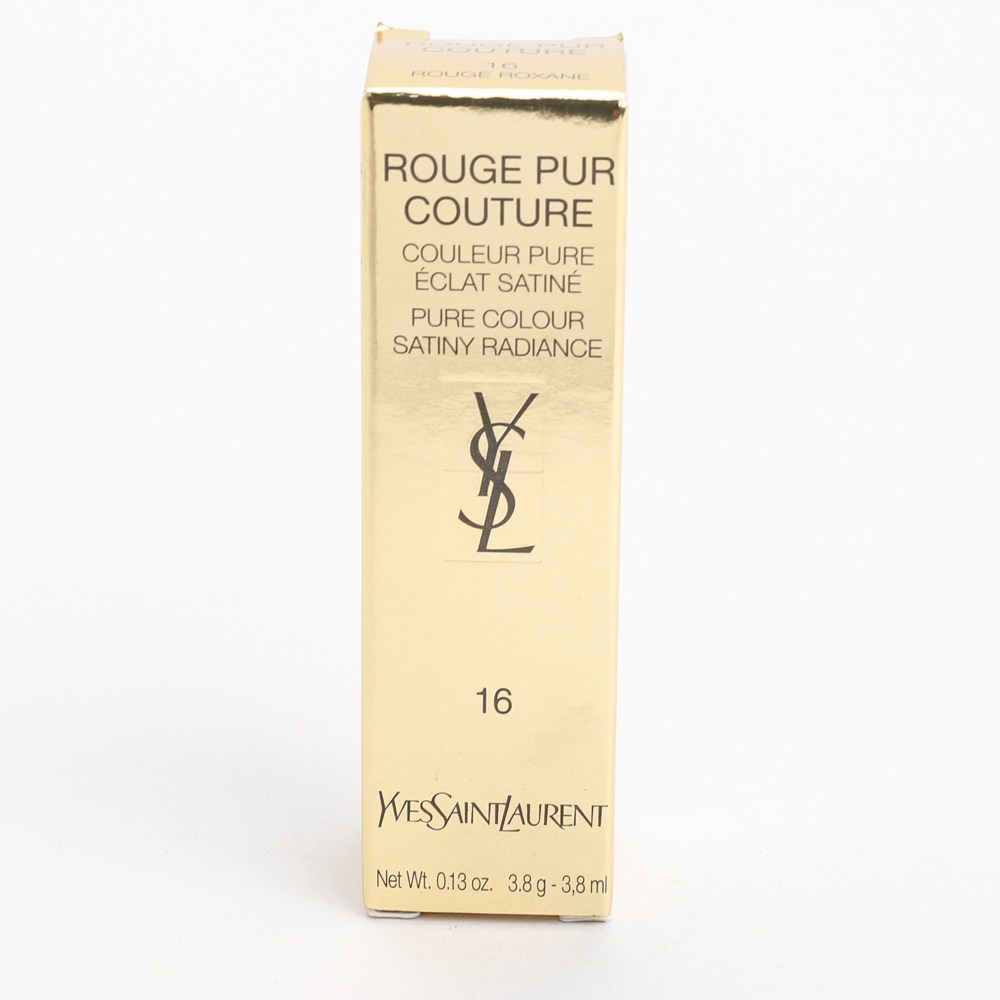 ROUGE PUR
COUTURE
16
ROUGE ROXANE
ROUGE PUR
COUTURE
COULEUR PURE
ÉCLAT SATINÉ
PURE COLOUR
SATINY RADIANCE
YSL
16
YVESSAINTLAURENT
Net Wt. 0.13 oz. 3.8 g - 3,8 ml